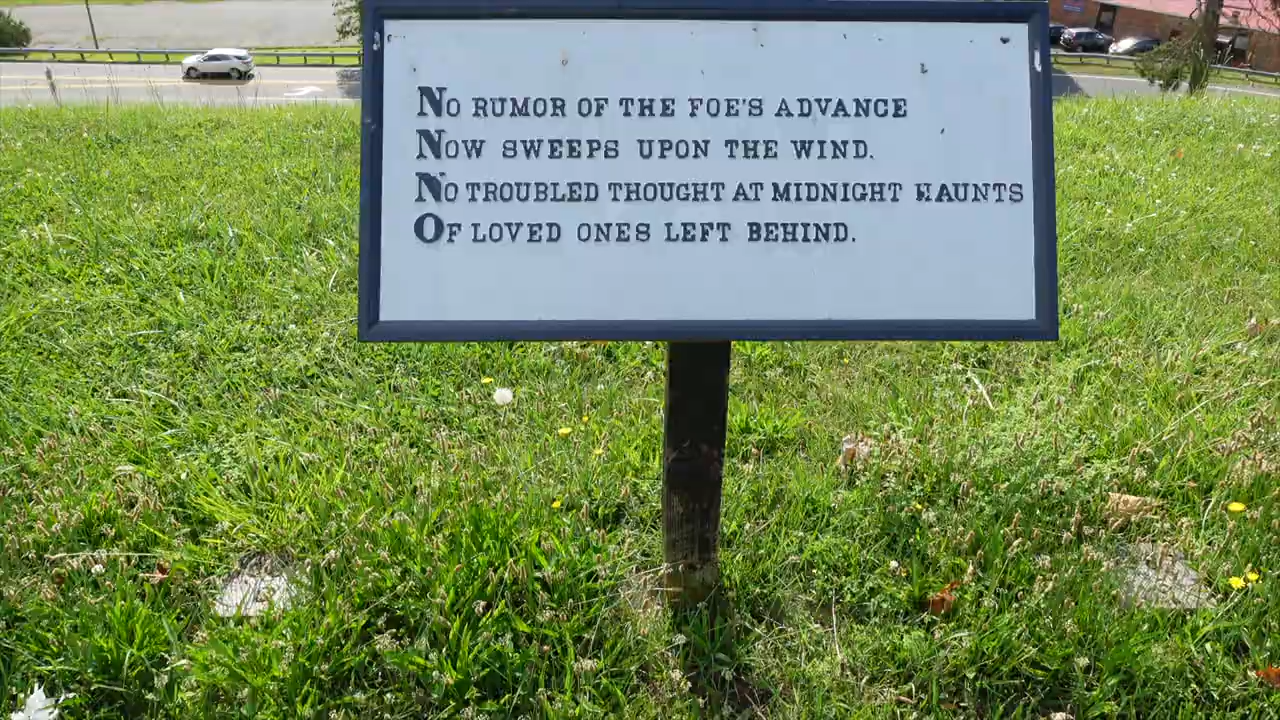 No RUMOR OF THE FOE'S ADVANCE
NOW SWEEPS UPON THE WIND.
NO TROUBLED THOUGHT AT MIDNIGHT HAUNTS
OF LOVED ONES LEFT BEHIND.